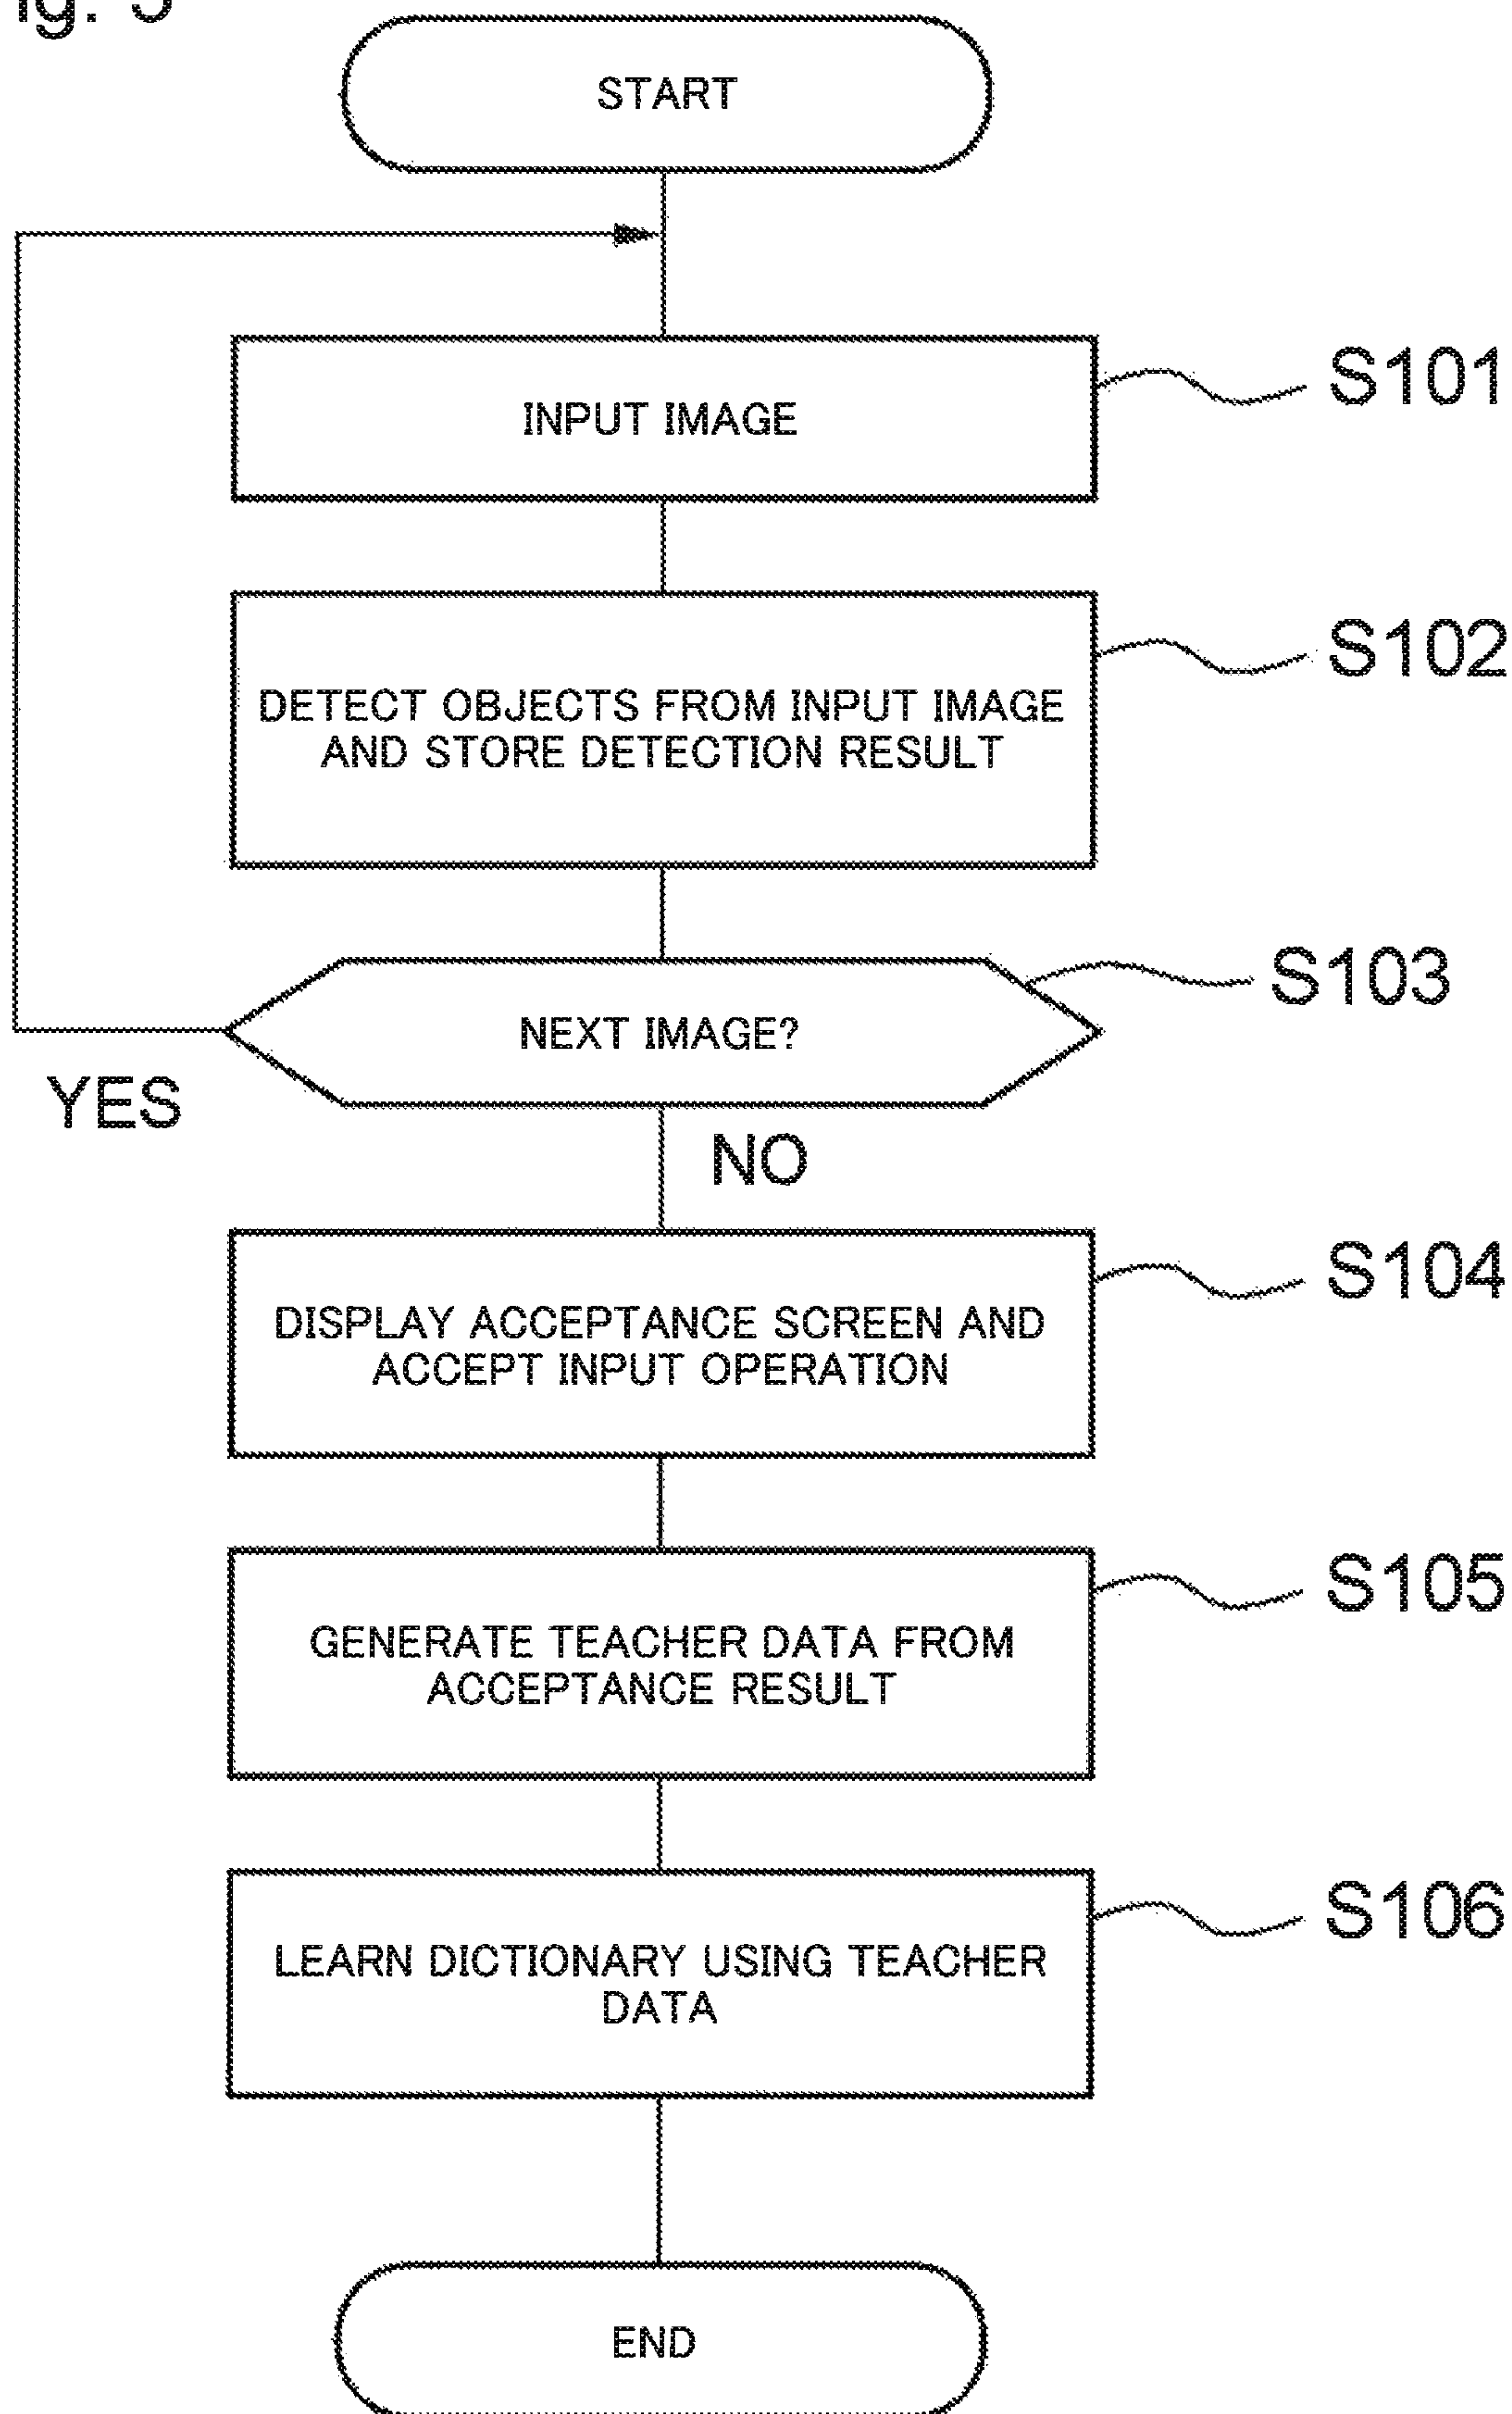 ig. 5
START
INPUT IMAGE
S101
DETECT OBJECTS FROM INPUT IMAGE
AND STORE DETECTION RESULT
S102
NEXT IMAGE?
S103
YES
NO
DISPLAY ACCEPTANCE SCREEN AND
ACCEPT INPUT OPERATION
S104
GENERATE TEACHER DATA FROM
ACCEPTANCE RESULT
S105
LEARN DICTIONARY USING TEACHER
DATA
S106
END